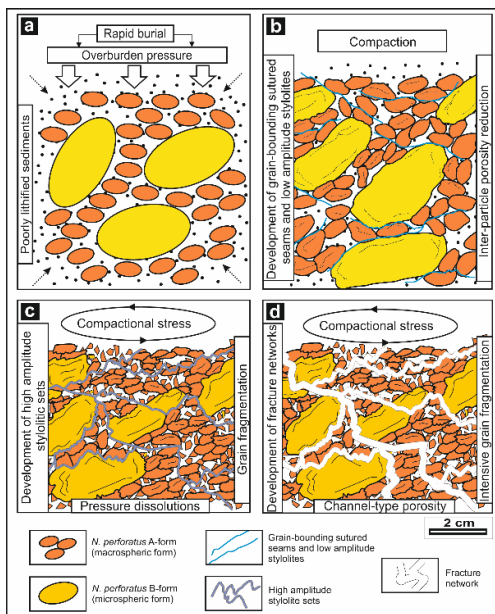 a
Rapid burial
Overburden pressure
Poorly lithified sediments
b
Compaction
Development of grain-bounding sutured
seams and low amplitude stylolites
Inter-particle porosity
reduction
c
Compactional stress
Development of high amplitude
stylolitic sets
Grain fragmentation
Pressure dissolutions
d
Compactional stress
Development of fracture networks
Intensive grain fragmentation
Channel-type porosity
2 cm
N. perforatus A-form
(macrospheric form)
Grain-bounding sutured
seams and low amplitude
stylolites
Fracture
network
N. perforatus B-form
(microspheric form)
High amplitude
stylolite sets